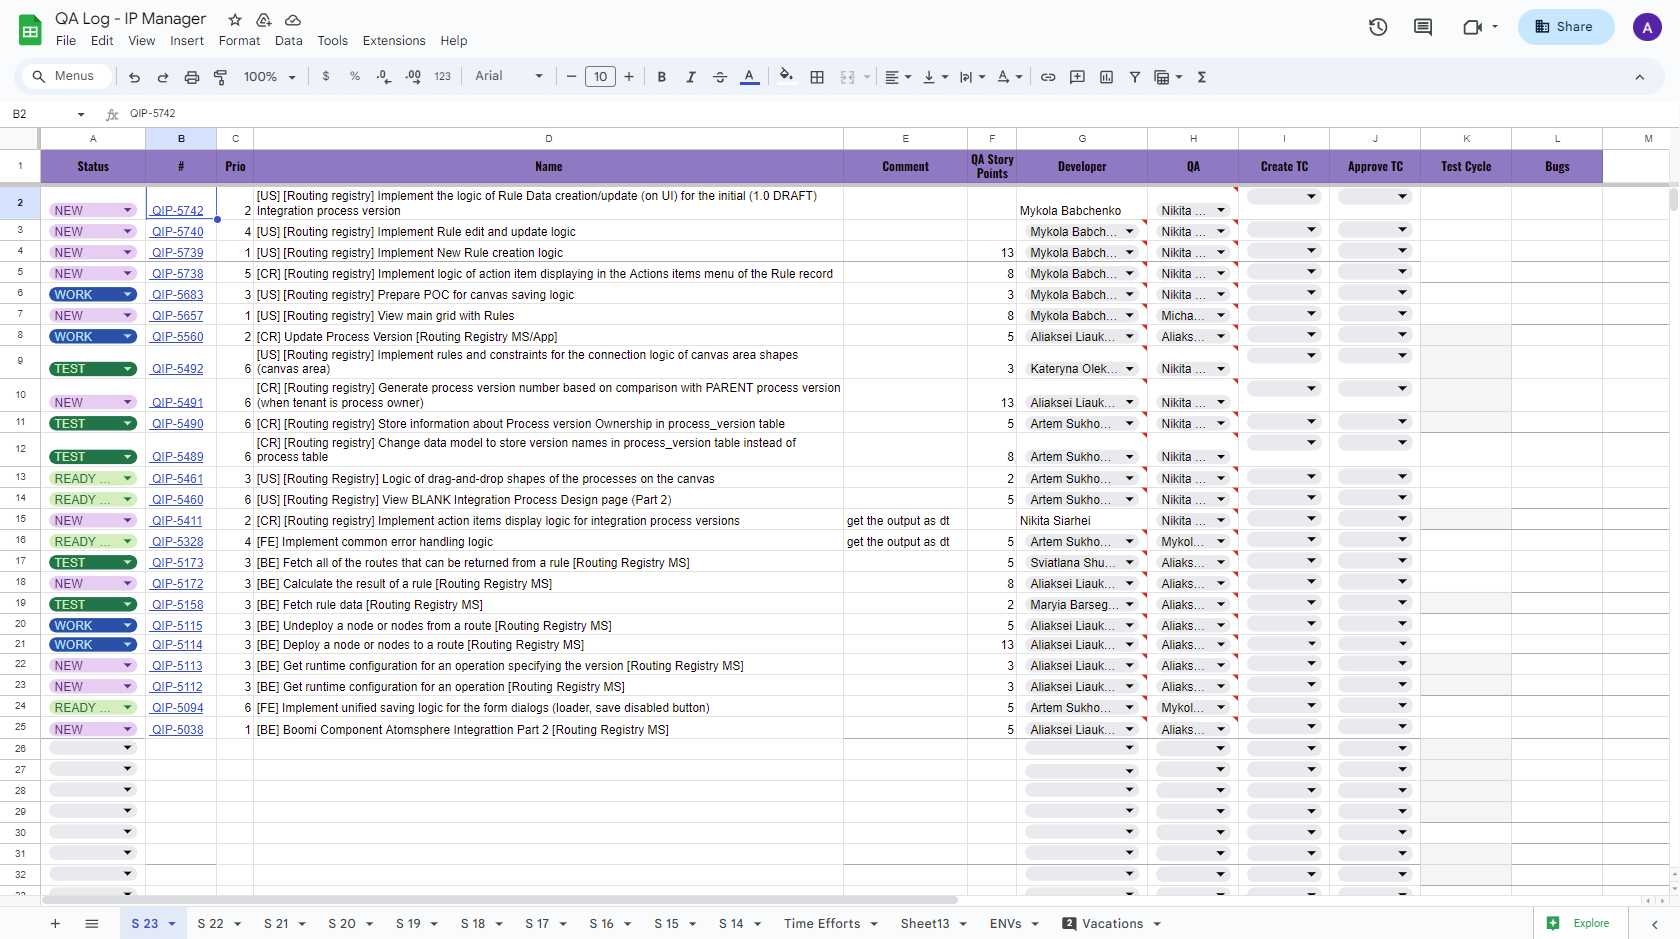 QA Log - IP Manager
File Edit View Insert Format Data Tools Extensions Help
Share
A
Menus 100% $ % .0 .00 123 Arial 10 B I A
B2 QIP-5742
A B C D E F G H I J K L M
1 Status # Prio Name Comment QA Story Points Developer QA Create TC Approve TC Test Cycle Bugs
2 NEW QIP-5742 2 [US] [Routing registry] Implement the logic of Rule Data creation/update (on UI) for the initial (1.0 DRAFT)
Integration process version Mykola Babchenko Nikita ...
3 NEW QIP-5740 4 [US] [Routing registry] Implement Rule edit and update logic Mykola Babch... Nikita ...
4 NEW QIP-5739 1 [US] [Routing registry] Implement New Rule creation logic 13 Mykola Babch... Nikita ...
5 NEW QIP-5738 5 [CR] [Routing registry] Implement logic of action item displaying in the Actions items menu of the Rule record 8 Mykola Babch... Nikita ...
6 WORK QIP-5683 3 [US] [Routing registry] Prepare POC for canvas saving logic 3 Mykola Babch... Nikita ...
7 NEW QIP-5657 1 [US] [Routing registry] View main grid with Rules 8 Mykola Babch... Micha...
8 WORK QIP-5560 2 [CR] Update Process Version [Routing Registry MS/App] 5 Aliaksei Liauk... Aliaks...
9 TEST QIP-5492 6 [US] [Routing registry] Implement rules and constraints for the connection logic of canvas area shapes
(canvas area) 3 Kateryna Olek... Nikita ...
10 NEW QIP-5491 6 [CR] [Routing registry] Generate process version number based on comparison with PARENT process version
(when tenant is process owner) 13 Aliaksei Liauk... Nikita ...
11 TEST QIP-5490 6 [CR] [Routing registry] Store information about Process version Ownership in process_version table 5 Artem Sukho... Nikita ...
12 TEST QIP-5489 6 [CR] [Routing registry] Change data model to store version names in process_version table instead of
process table 8 Artem Sukho... Nikita ...
13 READY ... QIP-5461 3 [US] [Routing Registry] Logic of drag-and-drop shapes of the processes on the canvas 2 Artem Sukho... Nikita ...
14 READY ... QIP-5460 6 [US] [Routing Registry] View BLANK Integration Process Design page (Part 2) 5 Artem Sukho... Nikita ...
15 NEW QIP-5411 2 [CR] [Routing registry] Implement action items display logic for integration process versions get the output as dt Nikita Siarhei Nikita ...
16 READY ... QIP-5328 4 [FE] Implement common error handling logic get the output as dt 5 Artem Sukho... Mykol...
17 TEST QIP-5173 3 [BE] Fetch all of the routes that can be returned from a rule [Routing Registry MS] 5 Sviatlana Shu... Aliaks...
18 NEW QIP-5172 3 [BE] Calculate the result of a rule [Routing Registry MS] 8 Aliaksei Liauk... Aliaks...
19 TEST QIP-5158 3 [BE] Fetch rule data [Routing Registry MS] 2 Maryia Barseg... Aliaks...
20 WORK QIP-5115 3 [BE] Undeploy a node or nodes from a route [Routing Registry MS] 5 Aliaksei Liauk... Aliaks...
21 WORK QIP-5114 3 [BE] Deploy a node or nodes to a route [Routing Registry MS] 13 Aliaksei Liauk... Aliaks...
22 NEW QIP-5113 3 [BE] Get runtime configuration for an operation specifying the version [Routing Registry MS] 3 Aliaksei Liauk... Aliaks...
23 NEW QIP-5112 3 [BE] Get runtime configuration for an operation [Routing Registry MS] 3 Aliaksei Liauk... Aliaks...
24 READY ... QIP-5094 6 [FE] Implement unified saving logic for the form dialogs (loader, save disabled button) 5 Artem Sukho... Mykol...
25 NEW QIP-5038 1 [BE] Boomi Component Atomsphere Integrattion Part 2 [Routing Registry MS] 5 Aliaksei Liauk... Aliaks...
26
27
28
29
30
31
32
33
S 23 S 22 S 21 S 20 S 19 S 18 S 17 S 16 S 15 S 14 Time Efforts Sheet13 ENVs 2 Vacations Explore